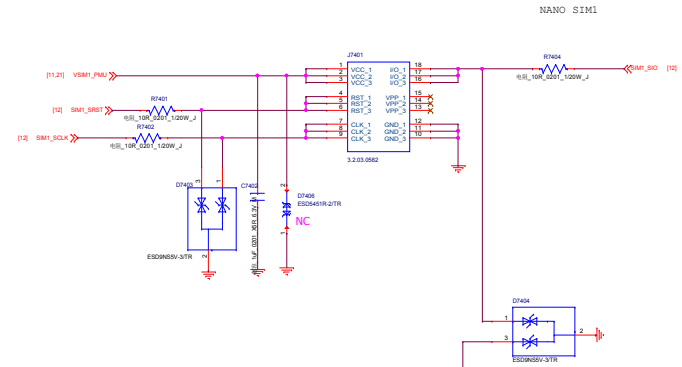 NANO SIM1
J7401
R7404
[11,21] VSIM1_PMU
1 VCC_1 I/O_1 18
2 VCC_2 I/O_2 17
3 VCC_3 I/O_3 16
SIM1_SIO [12]
电阻_10R_0201_1/20W_J
R7401
4 RST_1 VPP_1 15
5 RST_2 VPP_2 14
6 RST_3 VPP_3 13
[12] SIM1_SRST
电阻_10R_0201_1/20W_J
R7402
7 CLK_1 GND_1 12
8 CLK_2 GND_2 11
9 CLK_3 GND_3 10
[12] SIM1_SCLK
电阻_10R_0201_1/20W_J
3.2.03.0582
D7403
3
1
2
ESD9NS5V-3/TR
C7402
1uF_0201_X5R_6.3V_M
2
D7406
ESD5451R-2/TR
NC
1
D7404
1
3
2
ESD9NS5V-3/TR